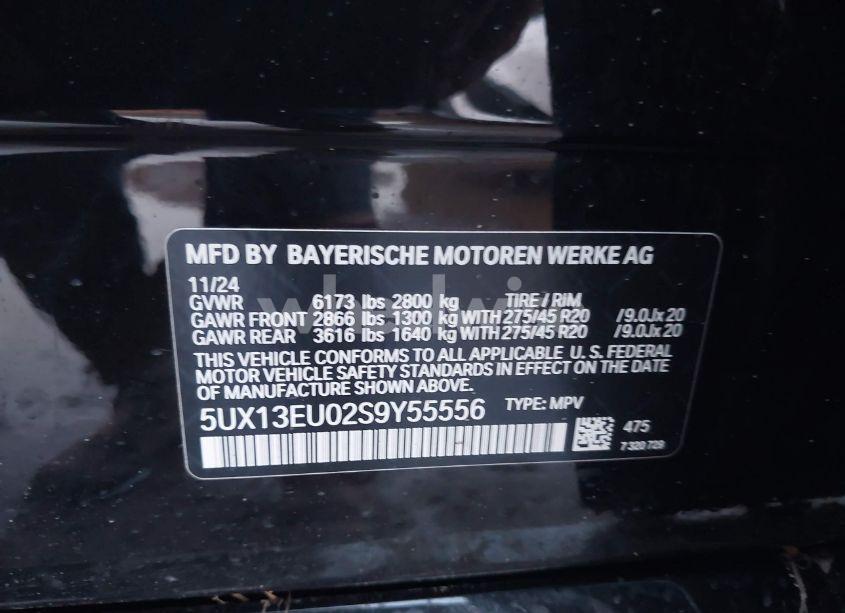 MFD BY BAYERISCHE MOTOREN WERKE AG
11/24
GVWR 6173 lbs 2800 kg TIRE / RIM
GAWR FRONT 2866 lbs 1300 kg WITH 275/45 R20 /9.0Jx20
GAWR REAR 3616 lbs 1640 kg WITH 275/45 R20 /9.0Jx20
THIS VEHICLE CONFORMS TO ALL APPLICABLE U. S. FEDERAL
MOTOR VEHICLE SAFETY STANDARDS IN EFFECT ON THE DATE
OF MANUFACTURE SHOWN ABOVE.
5UX13EU02S9Y55556 TYPE: MPV
475
7 320 729